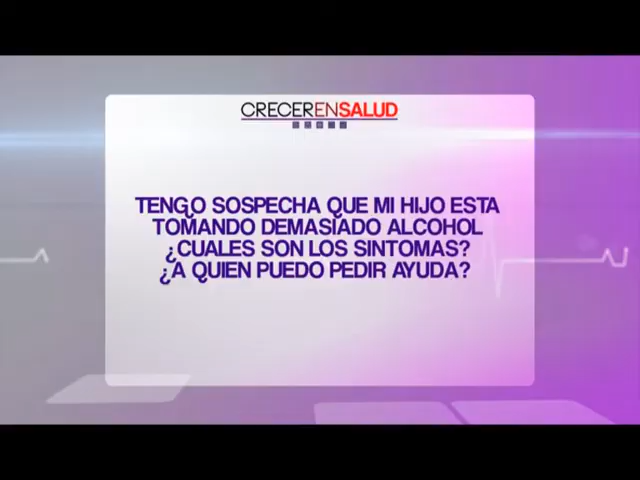 CRECERENSALUD
TENGO SOSPECHA QUE MI HIJO ESTA
TOMANDO DEMASIADO ALCOHOL
¿CUALES SON LOS SINTOMAS?
¿A QUIEN PUEDO PEDIR AYUDA?